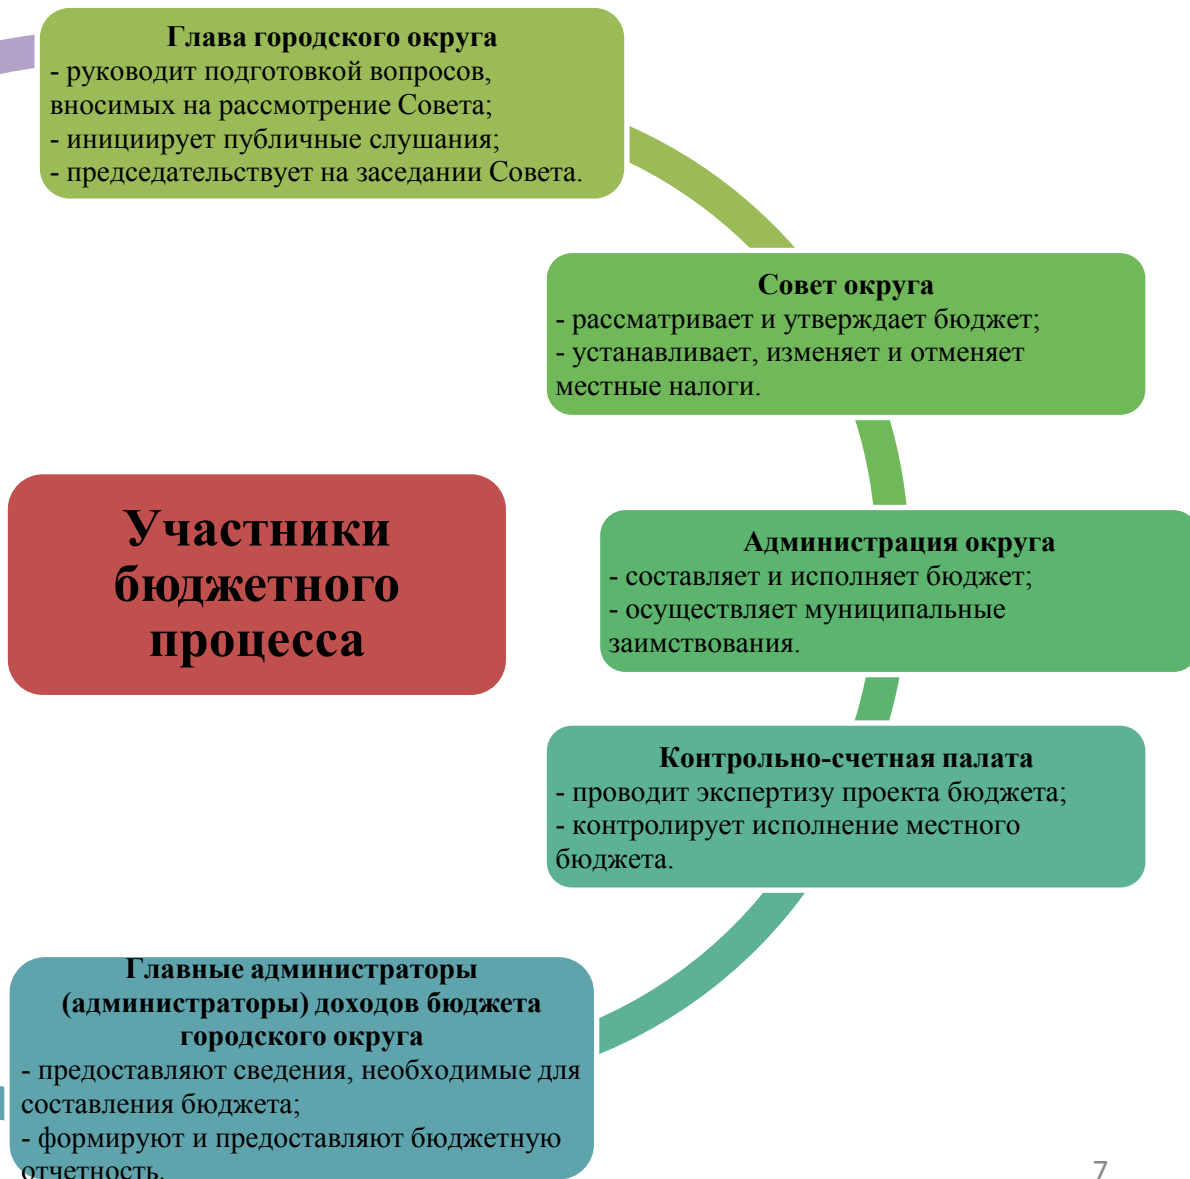 Глава городского округа
- руководит подготовкой вопросов,
вносимых на рассмотрение Совета;
- инициирует публичные слушания;
- председательствует на заседании Совета.
Совет округа
- рассматривает и утверждает бюджет;
- устанавливает, изменяет и отменяет
местные налоги.
Участники
бюджетного
процесса
Администрация округа
- составляет и исполняет бюджет;
- осуществляет муниципальные
заимствования.
Контрольно-счетная палата
- проводит экспертизу проекта бюджета;
- контролирует исполнение местного
бюджета.
Главные администраторы
(администраторы) доходов бюджета
городского округа
- предоставляют сведения, необходимые для
составления бюджета;
- формируют и предоставляют бюджетную
отчетность.
7